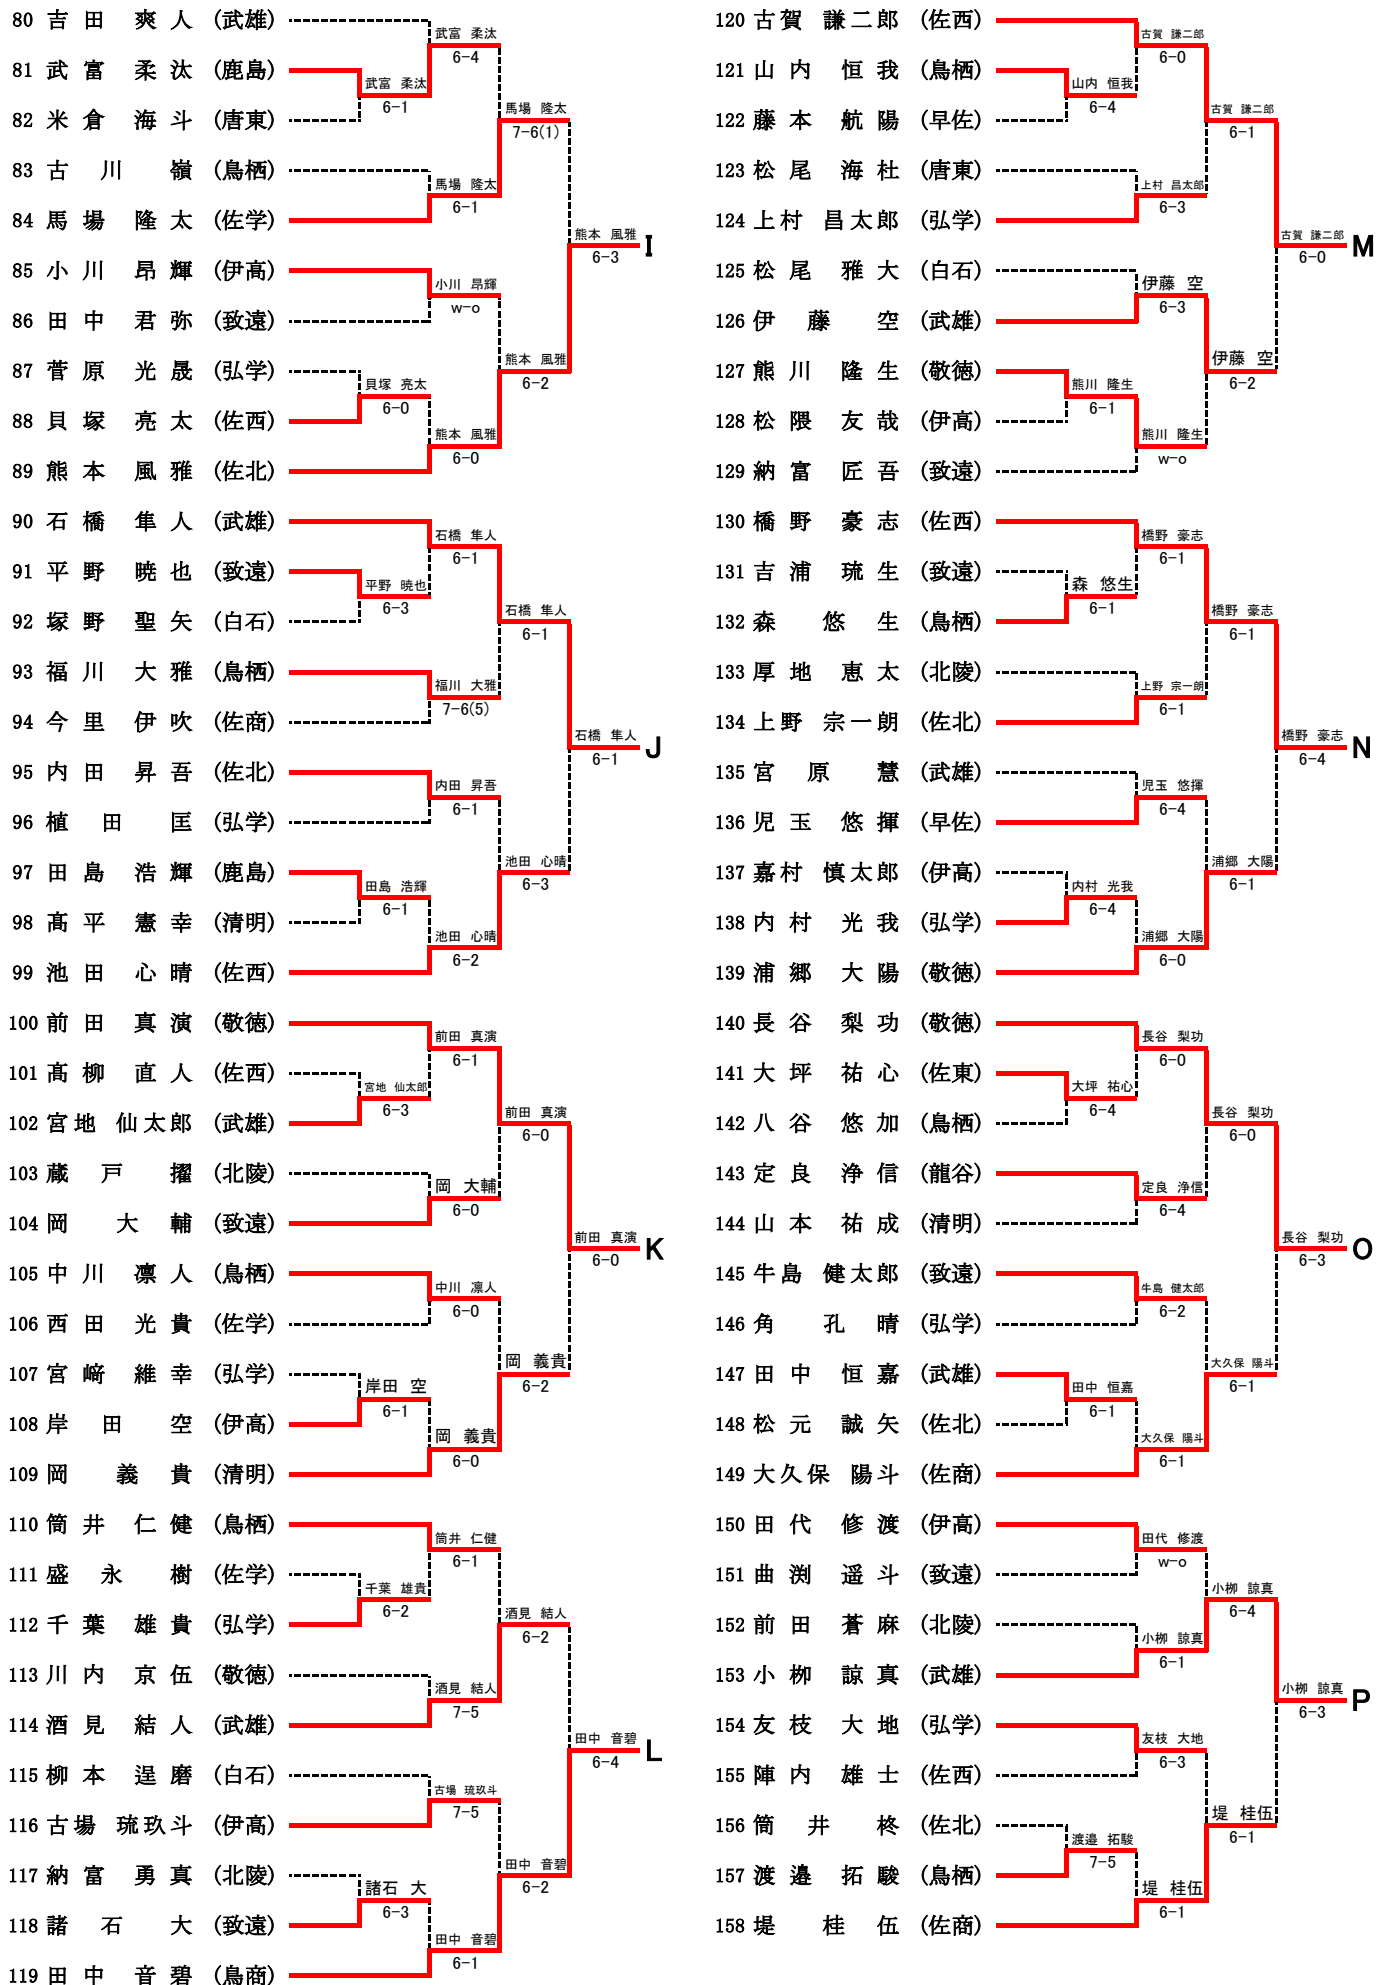 80 吉田 爽人 (武雄)
武富 柔汰
6-4
81 武富 柔汰 (鹿島)
武富 柔汰
6-1
82 米倉 海斗 (唐東)
馬場 隆太
7-6(1)
83 古川 嶺 (鳥栖)
馬場 隆太
6-1
84 馬場 隆太 (佐学)
熊本 風雅
6-3
I
85 小川 昂輝 (伊高)
小川 昂輝
w-o
86 田中 君弥 (致遠)
熊本 風雅
6-2
87 菅原 光晟 (弘学)
貝塚 亮太
6-0
88 貝塚 亮太 (佐西)
熊本 風雅
6-0
89 熊本 風雅 (佐北)
90 石橋 隼人 (武雄)
石橋 隼人
6-1
91 平野 暁也 (致遠)
平野 暁也
6-3
92 塚野 聖矢 (白石)
石橋 隼人
6-1
93 福川 大雅 (鳥栖)
福川 大雅
7-6(5)
94 今里 伊吹 (佐商)
石橋 隼人
6-1
J
95 内田 昇吾 (佐北)
内田 昇吾
6-1
96 植田 匡 (弘学)
池田 心晴
6-3
97 田島 浩輝 (鹿島)
田島 浩輝
6-1
98 髙平 憲幸 (清明)
池田 心晴
6-2
99 池田 心晴 (佐西)
100 前田 真演 (敬徳)
前田 真演
6-1
101 髙柳 直人 (佐西)
宮地 仙太郎
6-3
102 宮地 仙太郎 (武雄)
前田 真演
6-0
103 蔵戸 擢 (北陵)
岡 大輔
6-0
104 岡 大輔 (致遠)
前田 真演
6-0
K
105 中川 凛人 (鳥栖)
中川 凛人
6-0
106 西田 光貴 (佐学)
岡 義貴
6-2
107 宮﨑 維幸 (弘学)
岸田 空
6-1
108 岸田 空 (伊高)
岡 義貴
6-0
109 岡 義貴 (清明)
110 筒井 仁健 (鳥栖)
筒井 仁健
6-1
111 盛永 樹 (佐学)
千葉 雄貴
6-2
112 千葉 雄貴 (弘学)
酒見 結人
6-2
113 川内 京伍 (敬徳)
酒見 結人
7-5
114 酒見 結人 (武雄)
田中 音碧
6-4
L
115 柳本 逞磨 (白石)
古場 琉玖斗
7-5
116 古場 琉玖斗 (伊高)
田中 音碧
6-2
117 納富 勇真 (北陵)
諸石 大
6-3
118 諸石 大 (致遠)
田中 音碧
6-1
119 田中 音碧 (鳥商)
120 古賀 謙二郎 (佐西)
古賀 謙二郎
6-0
121 山内 恒我 (鳥栖)
山内 恒我
6-4
122 藤本 航陽 (早佐)
古賀 謙二郎
6-1
123 松尾 海杜 (唐東)
上村 昌太郎
6-3
124 上村 昌太郎 (弘学)
古賀 謙二郎
6-0
M
125 松尾 雅大 (白石)
伊藤 空
6-3
126 伊藤 空 (武雄)
伊藤 空
6-2
127 熊川 隆生 (敬徳)
熊川 隆生
6-1
128 松隈 友哉 (伊高)
熊川 隆生
w-o
129 納富 匠吾 (致遠)
130 橋野 豪志 (佐西)
橋野 豪志
6-1
131 吉浦 琉生 (致遠)
森 悠生
6-1
132 森 悠生 (鳥栖)
橋野 豪志
6-1
133 厚地 恵太 (北陵)
上野 宗一朗
6-1
134 上野 宗一朗 (佐北)
橋野 豪志
6-4
N
135 宮原 慧 (武雄)
児玉 悠揮
6-4
136 児玉 悠揮 (早佐)
浦郷 大陽
6-1
137 嘉村 慎太郎 (伊高)
内村 光我
6-4
138 内村 光我 (弘学)
浦郷 大陽
6-0
139 浦郷 大陽 (敬徳)
140 長谷 梨功 (敬徳)
長谷 梨功
6-0
141 大坪 祐心 (佐東)
大坪 祐心
6-4
142 八谷 悠加 (鳥栖)
長谷 梨功
6-0
143 定良 浄信 (龍谷)
定良 浄信
6-4
144 山本 祐成 (清明)
長谷 梨功
6-3
O
145 牛島 健太郎 (致遠)
牛島 健太郎
6-2
146 角 孔晴 (弘学)
大久保 陽斗
6-1
147 田中 恒嘉 (武雄)
田中 恒嘉
6-1
148 松元 誠矢 (佐北)
大久保 陽斗
6-1
149 大久保 陽斗 (佐商)
150 田代 修渡 (伊高)
田代 修渡
w-o
151 曲渕 遥斗 (致遠)
小栁 諒真
6-4
152 前田 蒼麻 (北陵)
小栁 諒真
6-1
153 小栁 諒真 (武雄)
小栁 諒真
6-3
P
154 友枝 大地 (弘学)
友枝 大地
6-3
155 陣内 雄士 (佐西)
堤 桂伍
6-1
156 筒井 柊 (佐北)
渡邉 拓駿
7-5
157 渡邉 拓駿 (鳥栖)
堤 桂伍
6-1
158 堤 桂伍 (佐商)